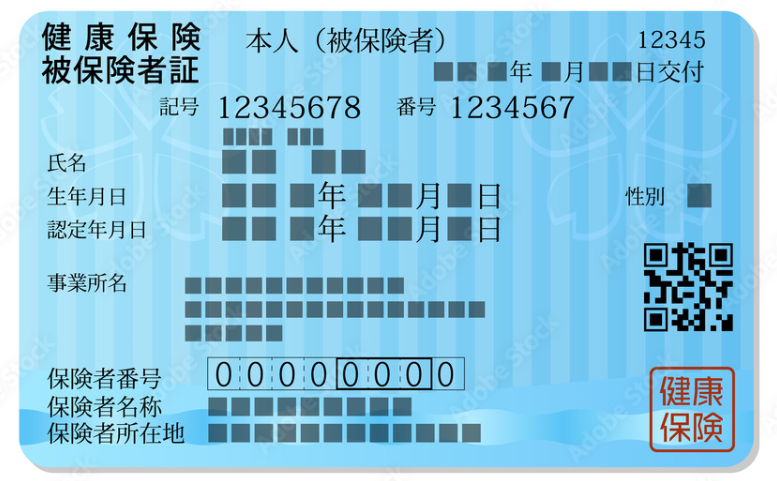 健康保険 本人（被保険者） 12345
被保険者証 ■■ ■年 ■月■■日交付
記号 12345678 番号 1234567
■■■■ ■■■
氏名 ■■ ■■
生年月日 ■■ ■年 ■■月■日 性別 ■
認定年月日 ■■ ■年 ■■月■日
事業所名 ■■■■■■■■■■■
■■■■■■■■■■■■■■■
■■■■■
保険者番号 00000000
保険者名称 ■■■■■■■■■
保険者所在地 ■■■■■■■■■■■■
健康
保険
Adobe Stock